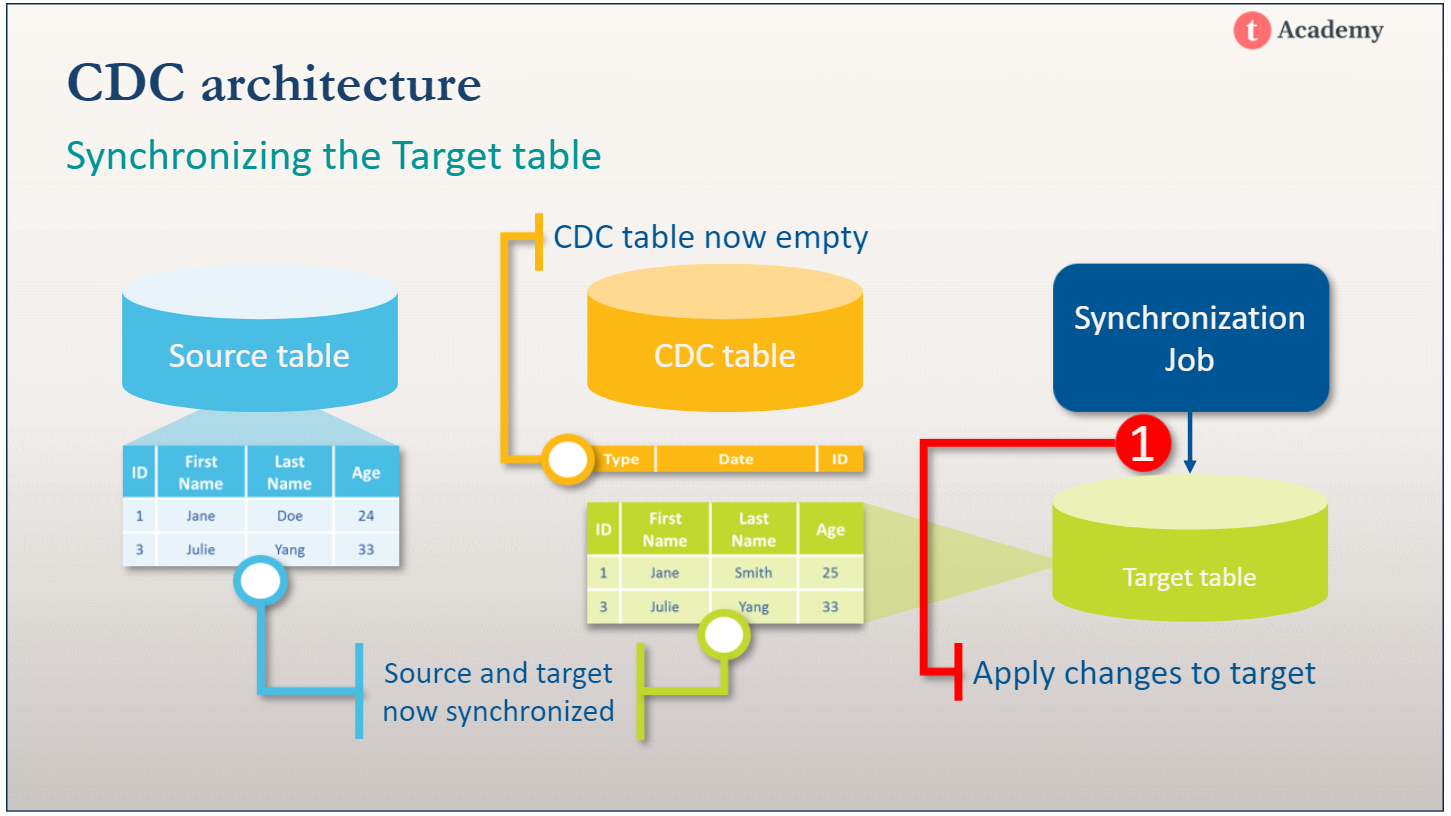 t Academy
CDC architecture
Synchronizing the Target table
CDC table now empty
Source table
CDC table
Synchronization
Job
ID First Name Last Name Age
1 Jane Doe 24
3 Julie Yang 33
Type Date ID
1
ID First Name Last Name Age
1 Jane Smith 25
3 Julie Yang 33
Target table
Source and target
now synchronized
Apply changes to target